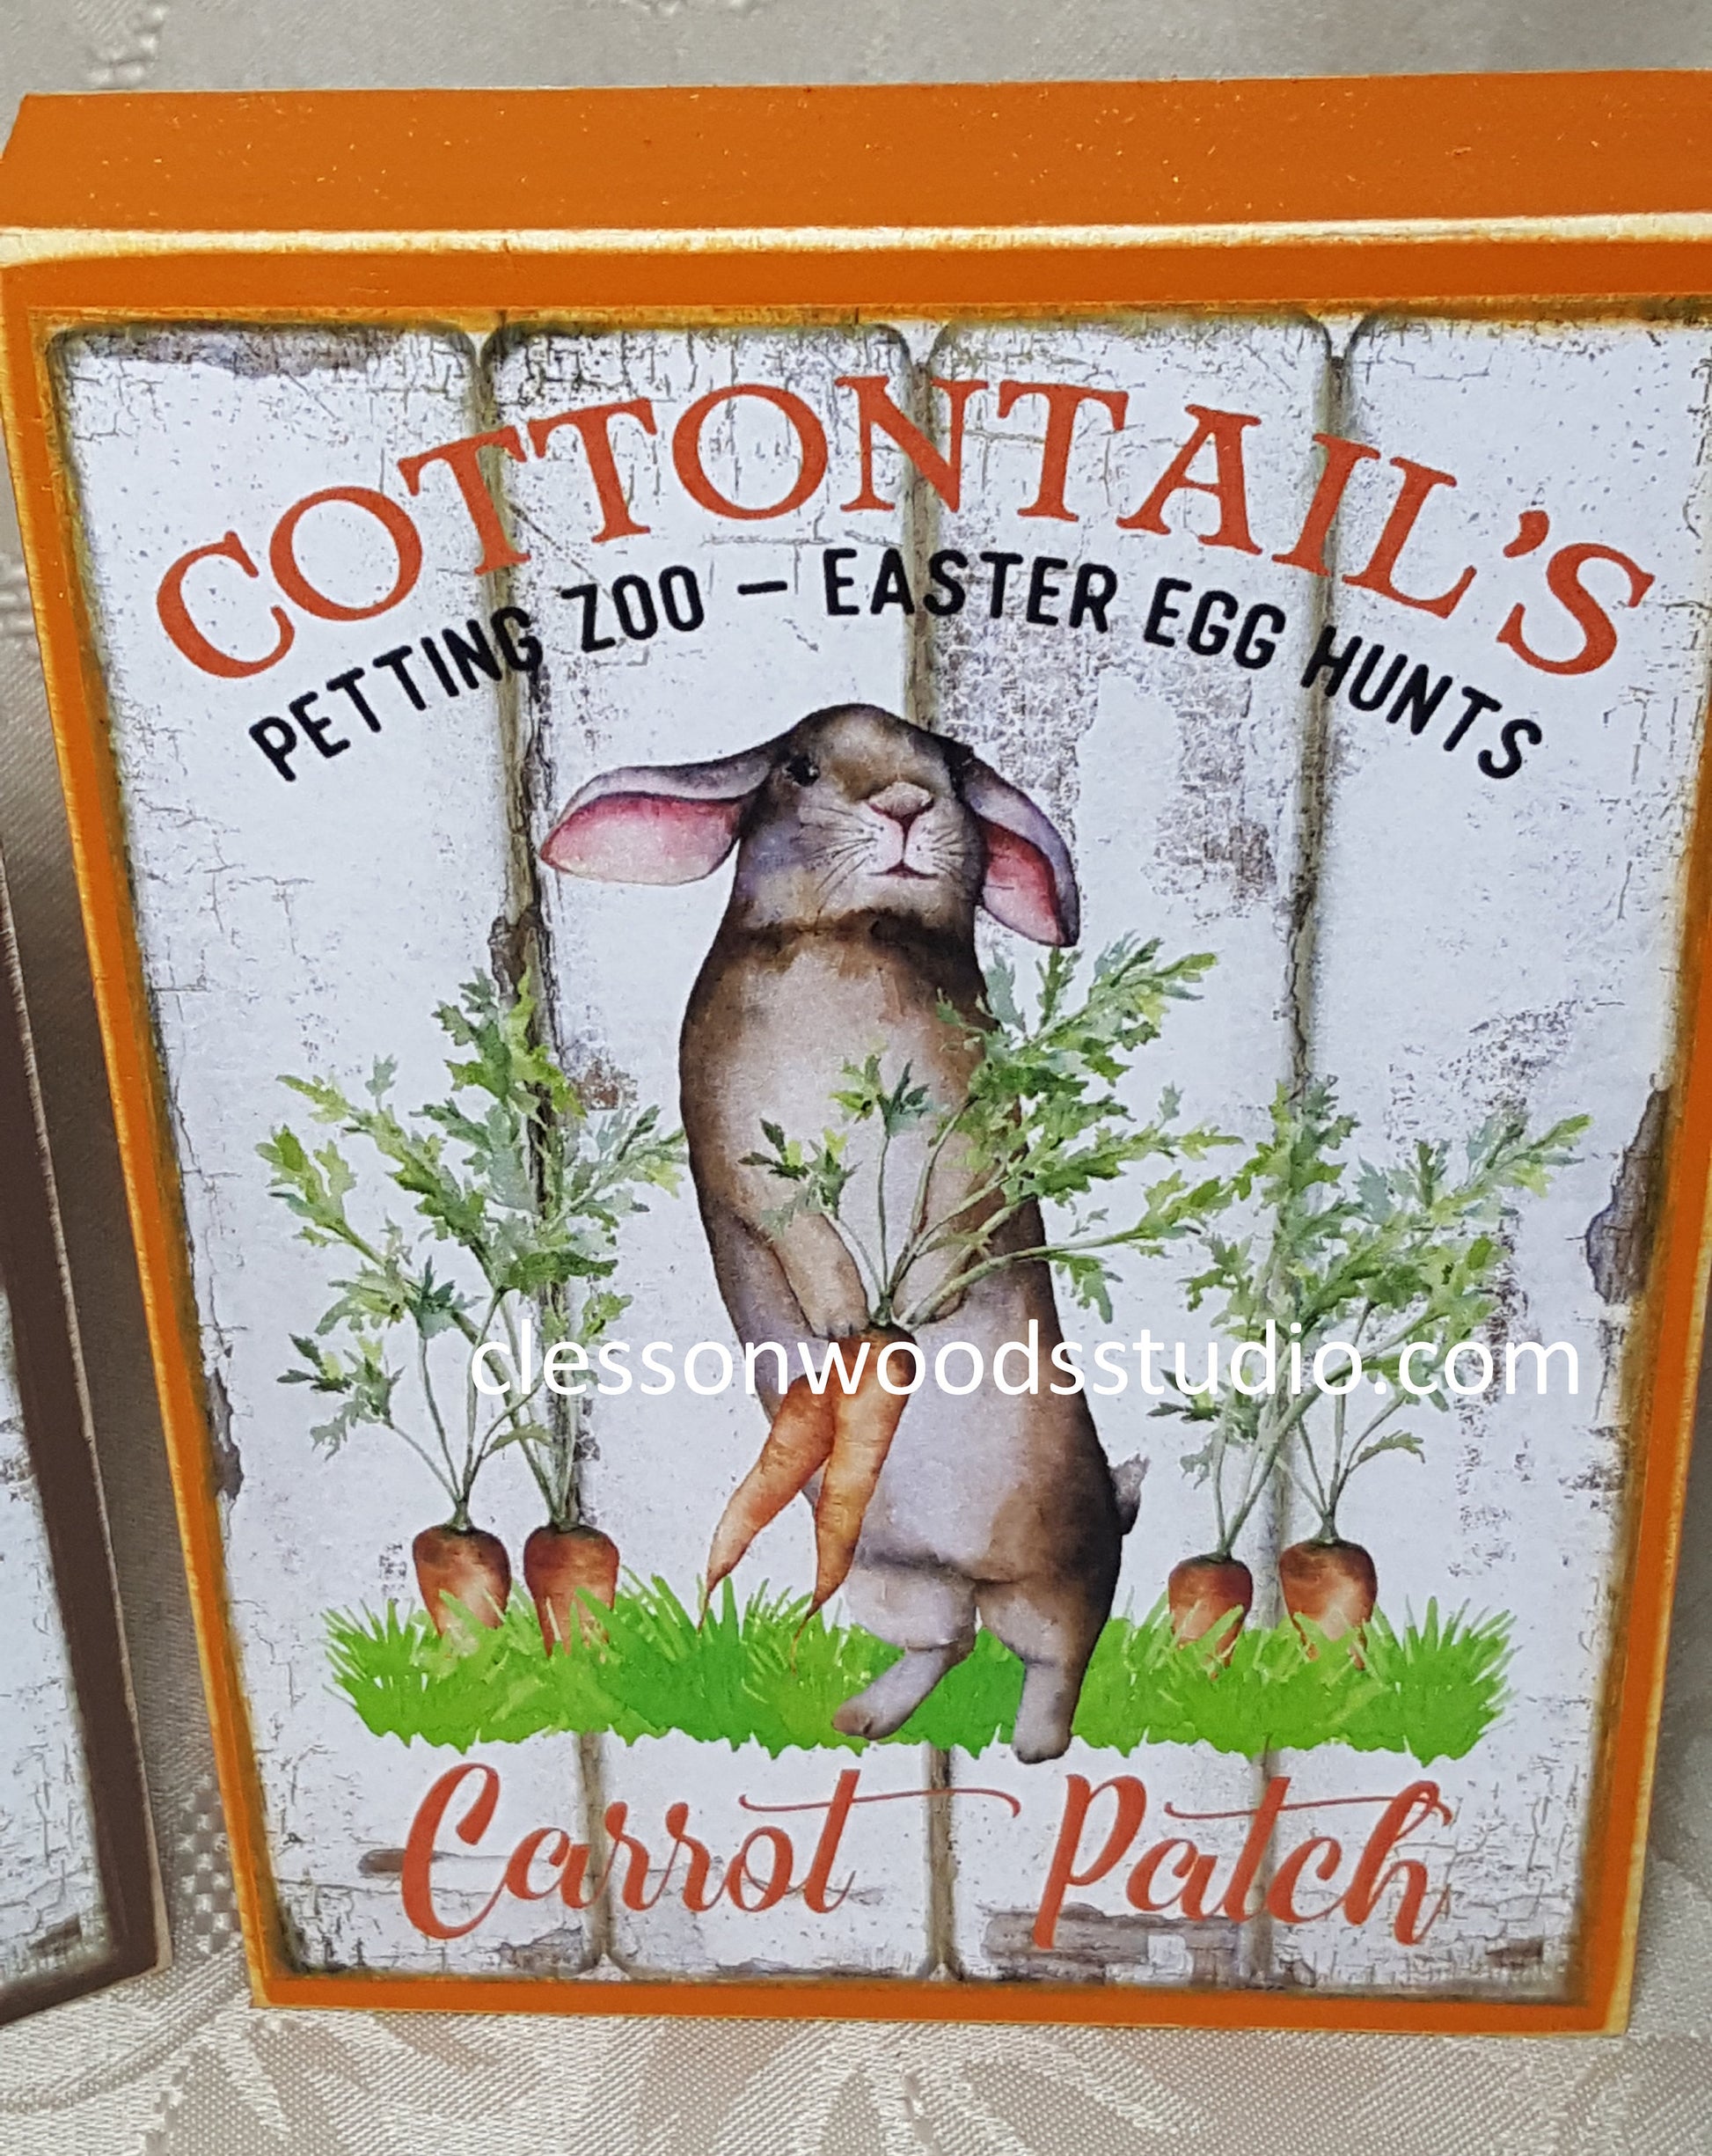 COTTONTAIL'S
PETTING ZOO – EASTER EGG HUNTS
clessonwoodsstudio.com
Carrot Patch